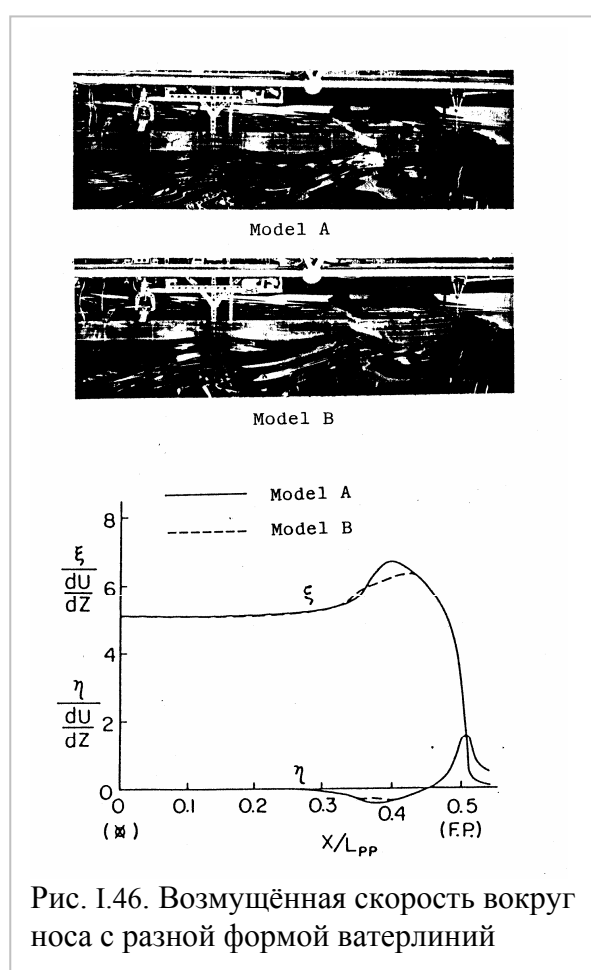 Model A
Model B
Model A
Model B
8
6
4
2
0
ξ
dU
dZ
η
dU
dZ
ξ
η
0 0.1 0.2 0.3 0.4 0.5
(F.P.)
X/Lpp
Рис. I.46. Возмущённая скорость вокруг
носа с разной формой ватерлиний